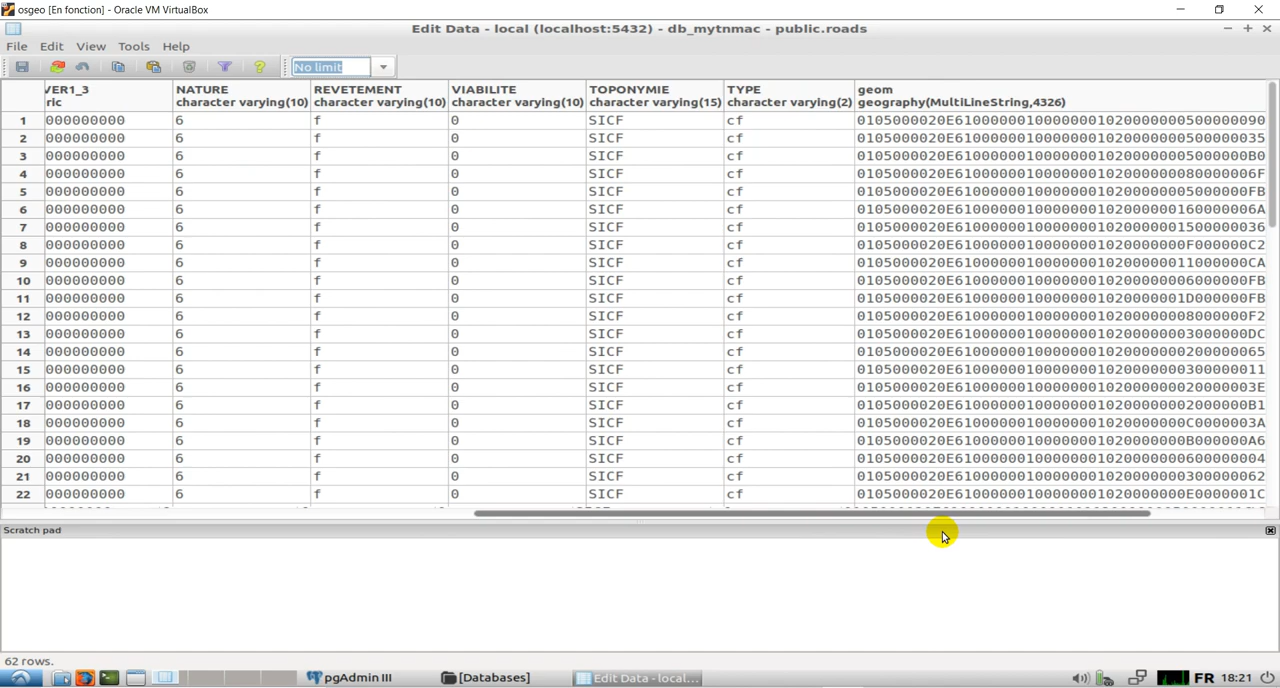 osgeo [En fonction] - Oracle VM VirtualBox
Edit Data - local (localhost:5432) - db_mytnmac - public.roads
File Edit View Tools Help
No limit
VER1_3 NATURE REVETEMENT VIABILITE TOPONYMIE TYPE geom
ric character varying(10) character varying(10) character varying(10) character varying(15) character varying(2) geography(MultiLineString,4326)
1 000000000 6 f 0 SICF cf 0105000020E61000000100000001020000000500000090
2 000000000 6 f 0 SICF cf 0105000020E61000000100000001020000000500000035
3 000000000 6 f 0 SICF cf 0105000020E610000001000000010200000005000000B0
4 000000000 6 f 0 SICF cf 0105000020E6100000010000000102000000080000006F
5 000000000 6 f 0 SICF cf 0105000020E610000001000000010200000005000000FB
6 000000000 6 f 0 SICF cf 0105000020E6100000010000000102000000160000006A
7 000000000 6 f 0 SICF cf 0105000020E61000000100000001020000001500000036
8 000000000 6 f 0 SICF cf 0105000020E61000000100000001020000000F000000C2
9 000000000 6 f 0 SICF cf 0105000020E610000001000000010200000011000000CA
10 000000000 6 f 0 SICF cf 0105000020E610000001000000010200000006000000FB
11 000000000 6 f 0 SICF cf 0105000020E61000000100000001020000001D000000FB
12 000000000 6 f 0 SICF cf 0105000020E610000001000000010200000008000000F2
13 000000000 6 f 0 SICF cf 0105000020E610000001000000010200000003000000DC
14 000000000 6 f 0 SICF cf 0105000020E61000000100000001020000000200000065
15 000000000 6 f 0 SICF cf 0105000020E61000000100000001020000000300000011
16 000000000 6 f 0 SICF cf 0105000020E6100000010000000102000000020000003E
17 000000000 6 f 0 SICF cf 0105000020E610000001000000010200000002000000B1
18 000000000 6 f 0 SICF cf 0105000020E61000000100000001020000000C0000003A
19 000000000 6 f 0 SICF cf 0105000020E61000000100000001020000000B000000A6
20 000000000 6 f 0 SICF cf 0105000020E61000000100000001020000000600000004
21 000000000 6 f 0 SICF cf 0105000020E61000000100000001020000000300000062
22 000000000 6 f 0 SICF cf 0105000020E61000000100000001020000000E0000001C
Scratch pad
62 rows.
pgAdmin III [Databases] Edit Data - local... FR 18:21